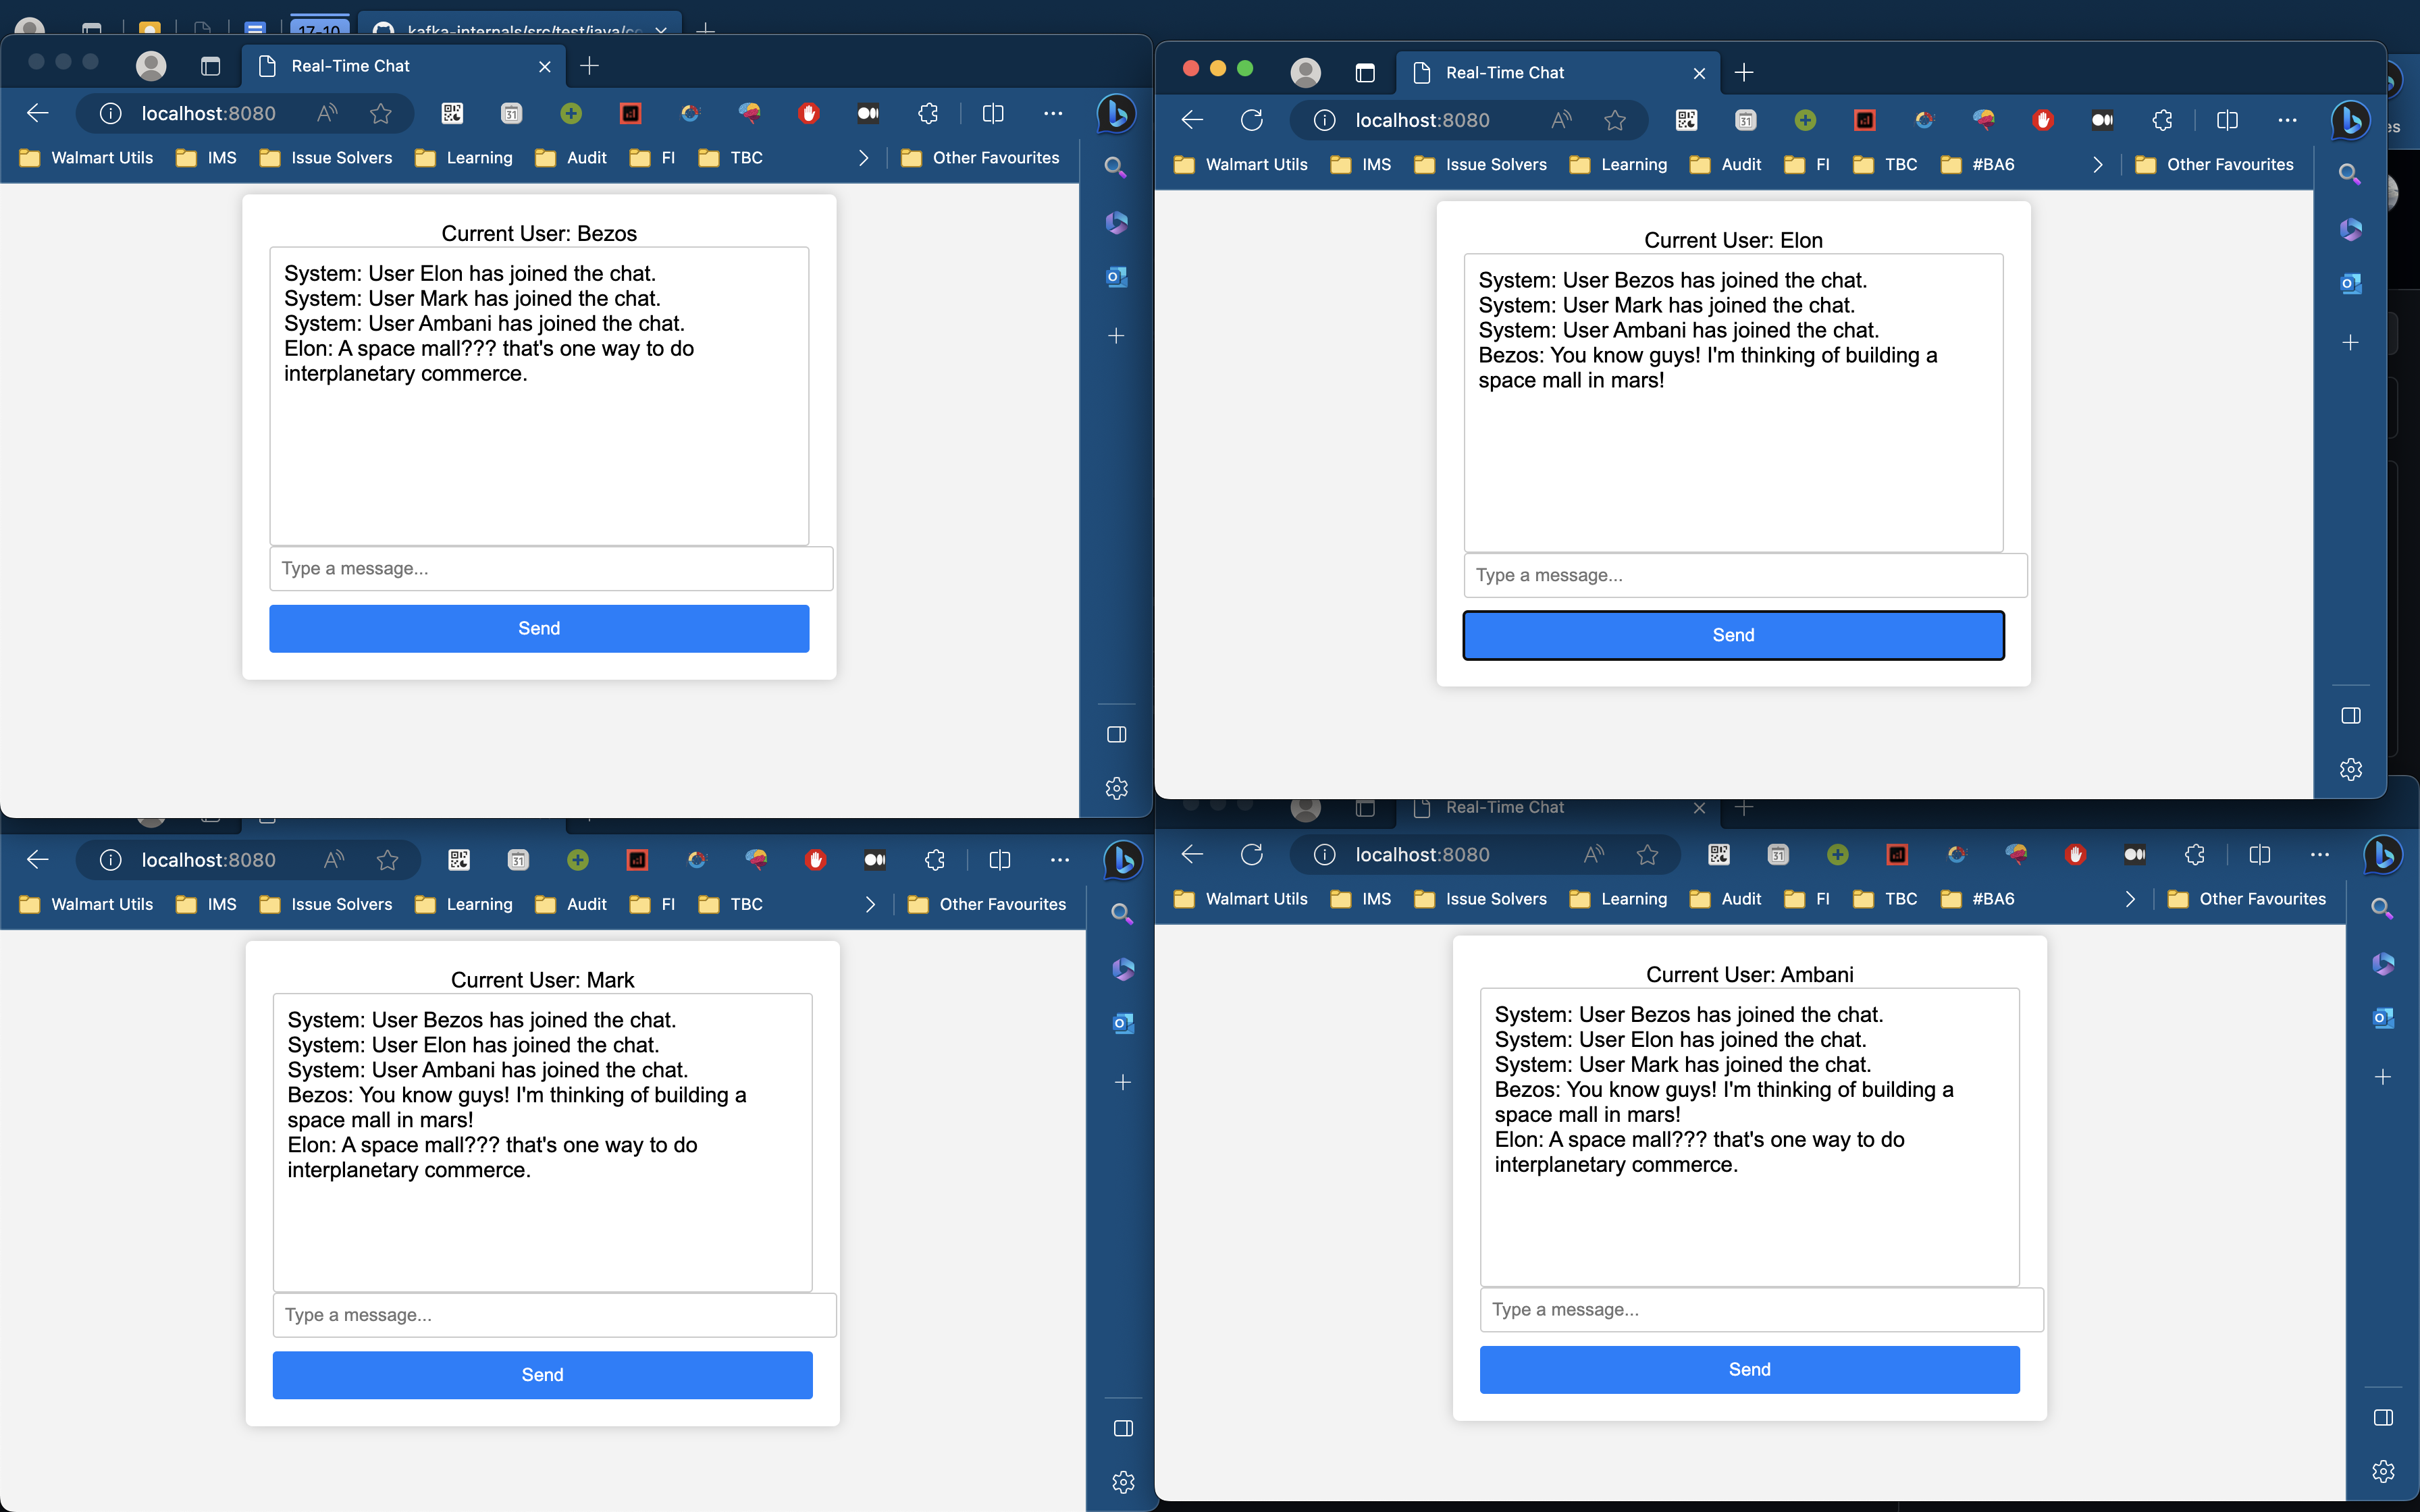 17-10
kafka-internals/src/test/java/c
Real-Time Chat
localhost:8080
Walmart Utils
IMS
Issue Solvers
Learning
Audit
FI
TBC
Other Favourites
Current User: Bezos
System: User Elon has joined the chat.
System: User Mark has joined the chat.
System: User Ambani has joined the chat.
Elon: A space mall??? that's one way to do
interplanetary commerce.
Type a message...
Send
Real-Time Chat
localhost:8080
Walmart Utils
IMS
Issue Solvers
Learning
Audit
FI
TBC
#BA6
Other Favourites
Current User: Elon
System: User Bezos has joined the chat.
System: User Mark has joined the chat.
System: User Ambani has joined the chat.
Bezos: You know guys! I'm thinking of building a
space mall in mars!
Type a message...
Send
localhost:8080
Walmart Utils
IMS
Issue Solvers
Learning
Audit
FI
TBC
Other Favourites
Current User: Mark
System: User Bezos has joined the chat.
System: User Elon has joined the chat.
System: User Ambani has joined the chat.
Bezos: You know guys! I'm thinking of building a
space mall in mars!
Elon: A space mall??? that's one way to do
interplanetary commerce.
Type a message...
Send
Real-Time Chat
localhost:8080
Walmart Utils
IMS
Issue Solvers
Learning
Audit
FI
TBC
#BA6
Other Favourites
Current User: Ambani
System: User Bezos has joined the chat.
System: User Elon has joined the chat.
System: User Mark has joined the chat.
Bezos: You know guys! I'm thinking of building a
space mall in mars!
Elon: A space mall??? that's one way to do
interplanetary commerce.
Type a message...
Send